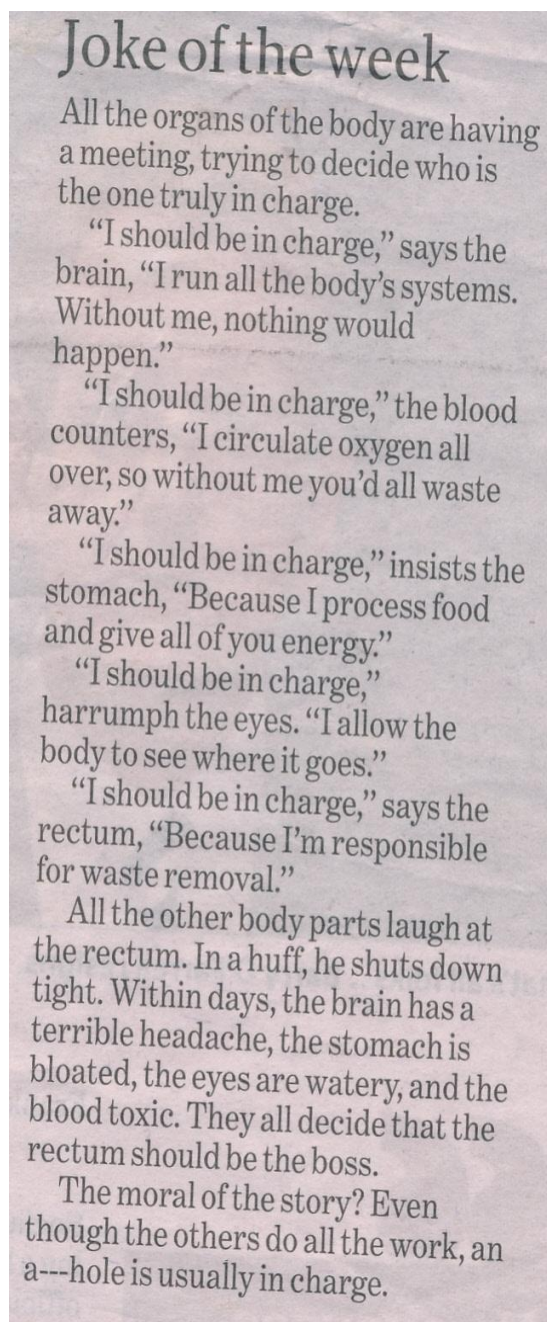 Joke of the week
All the organs of the body are having
a meeting, trying to decide who is
the one truly in charge.
“I should be in charge,” says the
brain, “I run all the body’s systems.
Without me, nothing would
happen.”
“I should be in charge,” the blood
counters, “I circulate oxygen all
over, so without me you’d all waste
away.”
“I should be in charge,” insists the
stomach, “Because I process food
and give all of you energy.”
“I should be in charge,”
harrumph the eyes. “I allow the
body to see where it goes.”
“I should be in charge,” says the
rectum, “Because I’m responsible
for waste removal.”
All the other body parts laugh at
the rectum. In a huff, he shuts down
tight. Within days, the brain has a
terrible headache, the stomach is
bloated, the eyes are watery, and the
blood toxic. They all decide that the
rectum should be the boss.
The moral of the story? Even
though the others do all the work, an
a---hole is usually in charge.